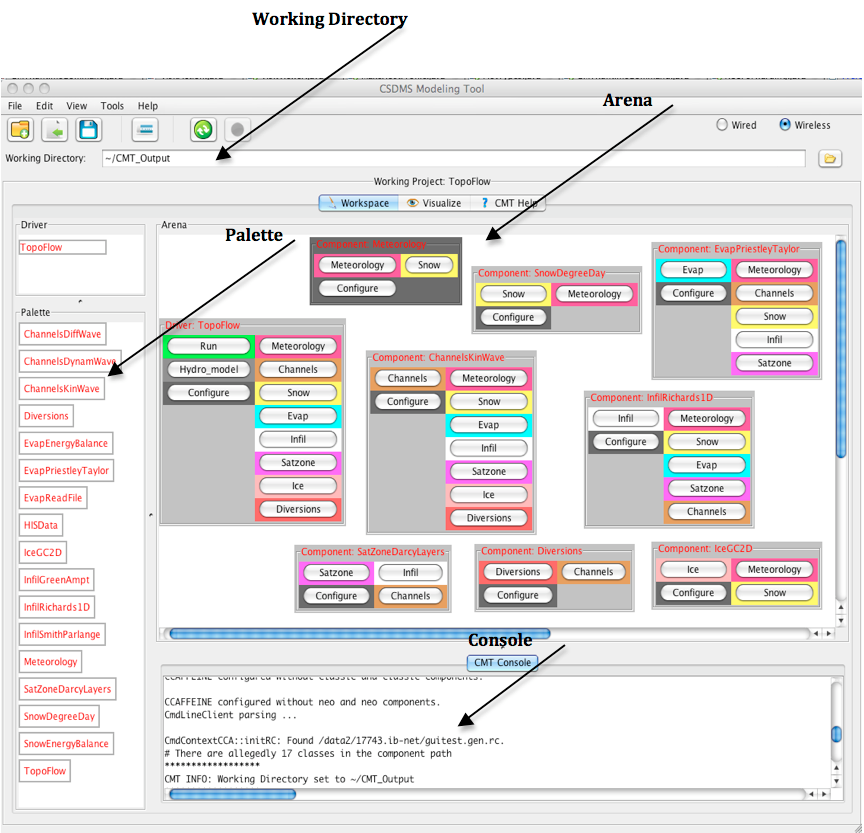 Working Directory
CSDMS Modeling Tool
Arena
File Edit View Tools Help
Wired Wireless
Working Directory: ~/CMT_Output
Working Project: TopoFlow
Workspace Visualize ? CMT Help
Driver
TopoFlow
Palette
ChannelsDiffWave
ChannelsDynamWave
ChannelsKinWave
Diversions
EvapEnergyBalance
EvapPriestleyTaylor
EvapReadFile
HISData
IceGC2D
InfilGreenAmpt
InfilRichards1D
InfilSmithParlange
Meteorology
SatZoneDarcyLayers
SnowDegreeDay
SnowEnergyBalance
TopoFlow
Palette
Arena
Component: Meteorology
Meteorology Snow
Configure
Component: SnowDegreeDay
Snow Meteorology
Configure
Component: EvapPriestleyTaylor
Evap Meteorology
Configure Channels
Snow
Infil
Satzone
Driver: TopoFlow
Run Meteorology
Hydro_model Channels
Configure Snow
Evap
Infil
Satzone
Ice
Diversions
Component: ChannelsKinWave
Channels Meteorology
Configure Snow
Evap
Infil
Satzone
Ice
Diversions
Component: InfilRichards1D
Infil Meteorology
Configure Snow
Evap
Satzone
Channels
Component: SatZoneDarcyLayers
Satzone Infil
Configure Channels
Component: Diversions
Diversions Channels
Configure
Component: IceGC2D
Ice Meteorology
Configure Snow
Console
CMT Console
CCAFFEINE configured without classic and classic components.
CCAFFEINE configured without neo and neo components.
CmdLineClient parsing ...
CmdContextCCA::initRC: Found /data2/17743.ib-net/guitest.gen.rc.
# There are allegedly 17 classes in the component path
******************
CMT INFO: Working Directory set to ~/CMT_Output